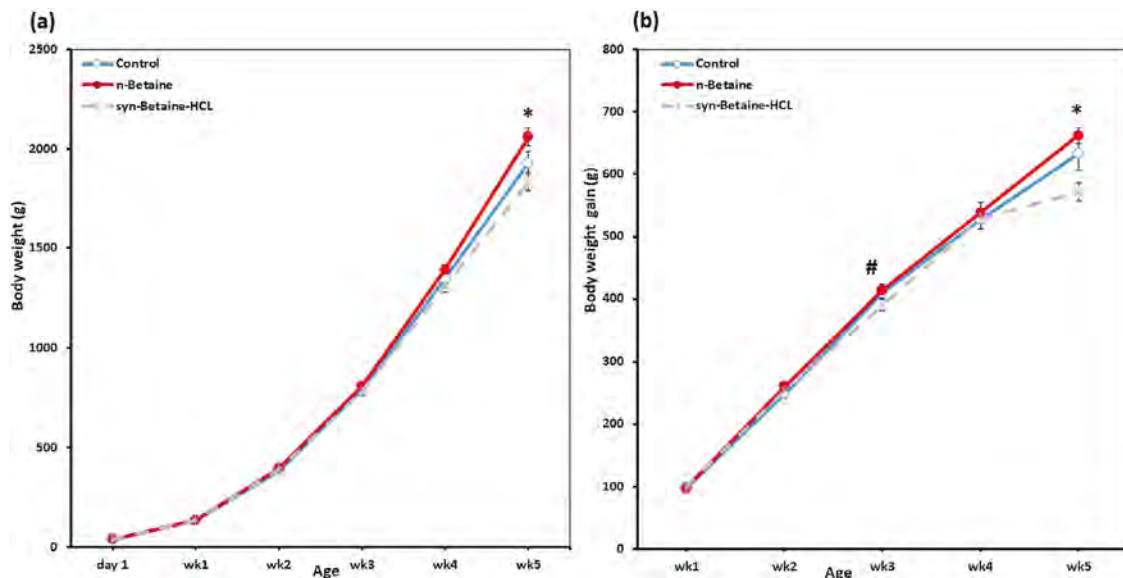 (a)
2500
2000
1500
1000
500
0
Body weight (g)
Control
n-Betaine
syn-Betaine-HCL
*
day 1 wk1 wk2 wk3 wk4 wk5
Age
(b)
800
700
600
500
400
300
200
100
0
Body weight gain (g)
Control
n-Betaine
syn-Betaine-HCL
*
#
wk1 wk2 wk3 wk4 wk5
Age